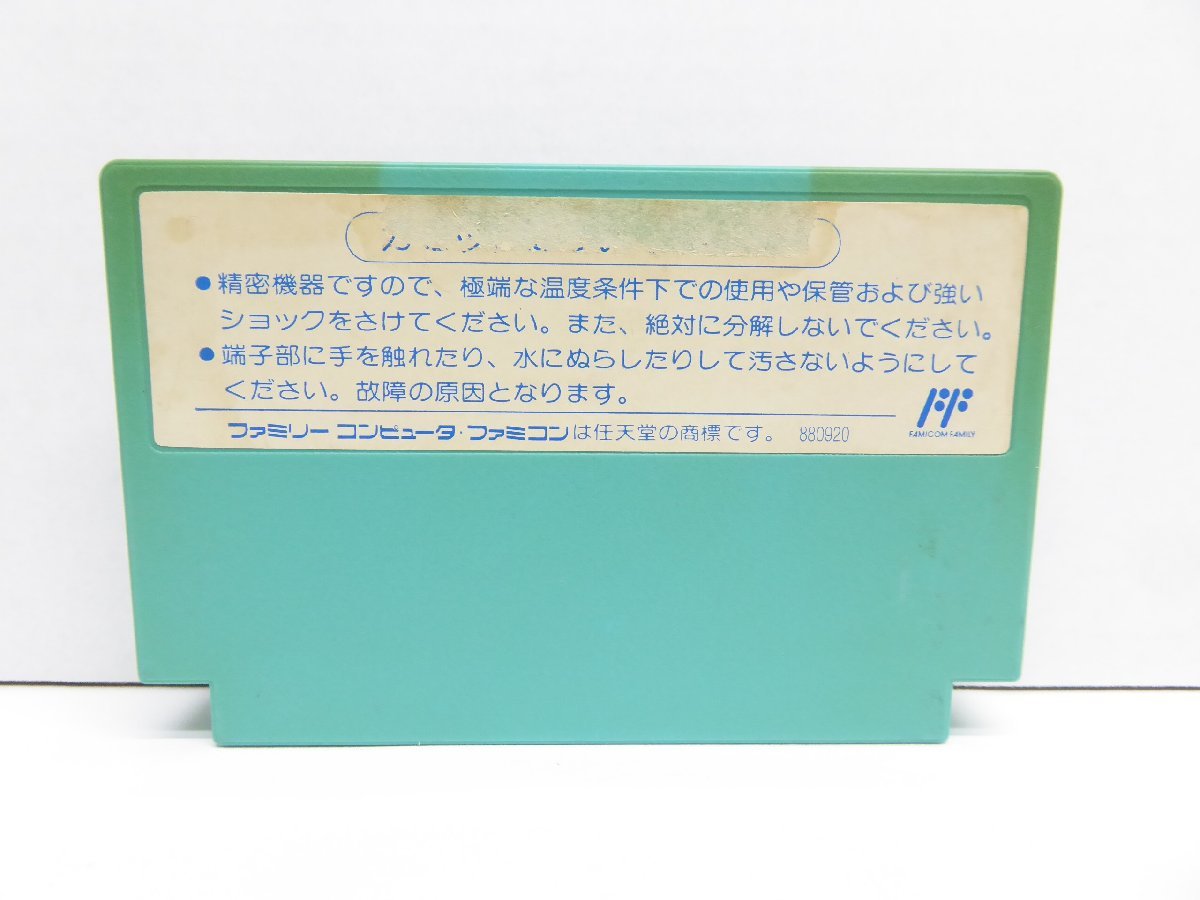 ●精密機器ですので、極端な温度条件下での使用や保管および強い
ショックをさけてください。また、絶対に分解しないでください。
●端子部に手を触れたり、水にぬらしたりして汚さないようにして
ください。故障の原因となります。
ファミリーコンピュータ・ファミコンは任天堂の商標です。 880920
FAMICOM FAMILY